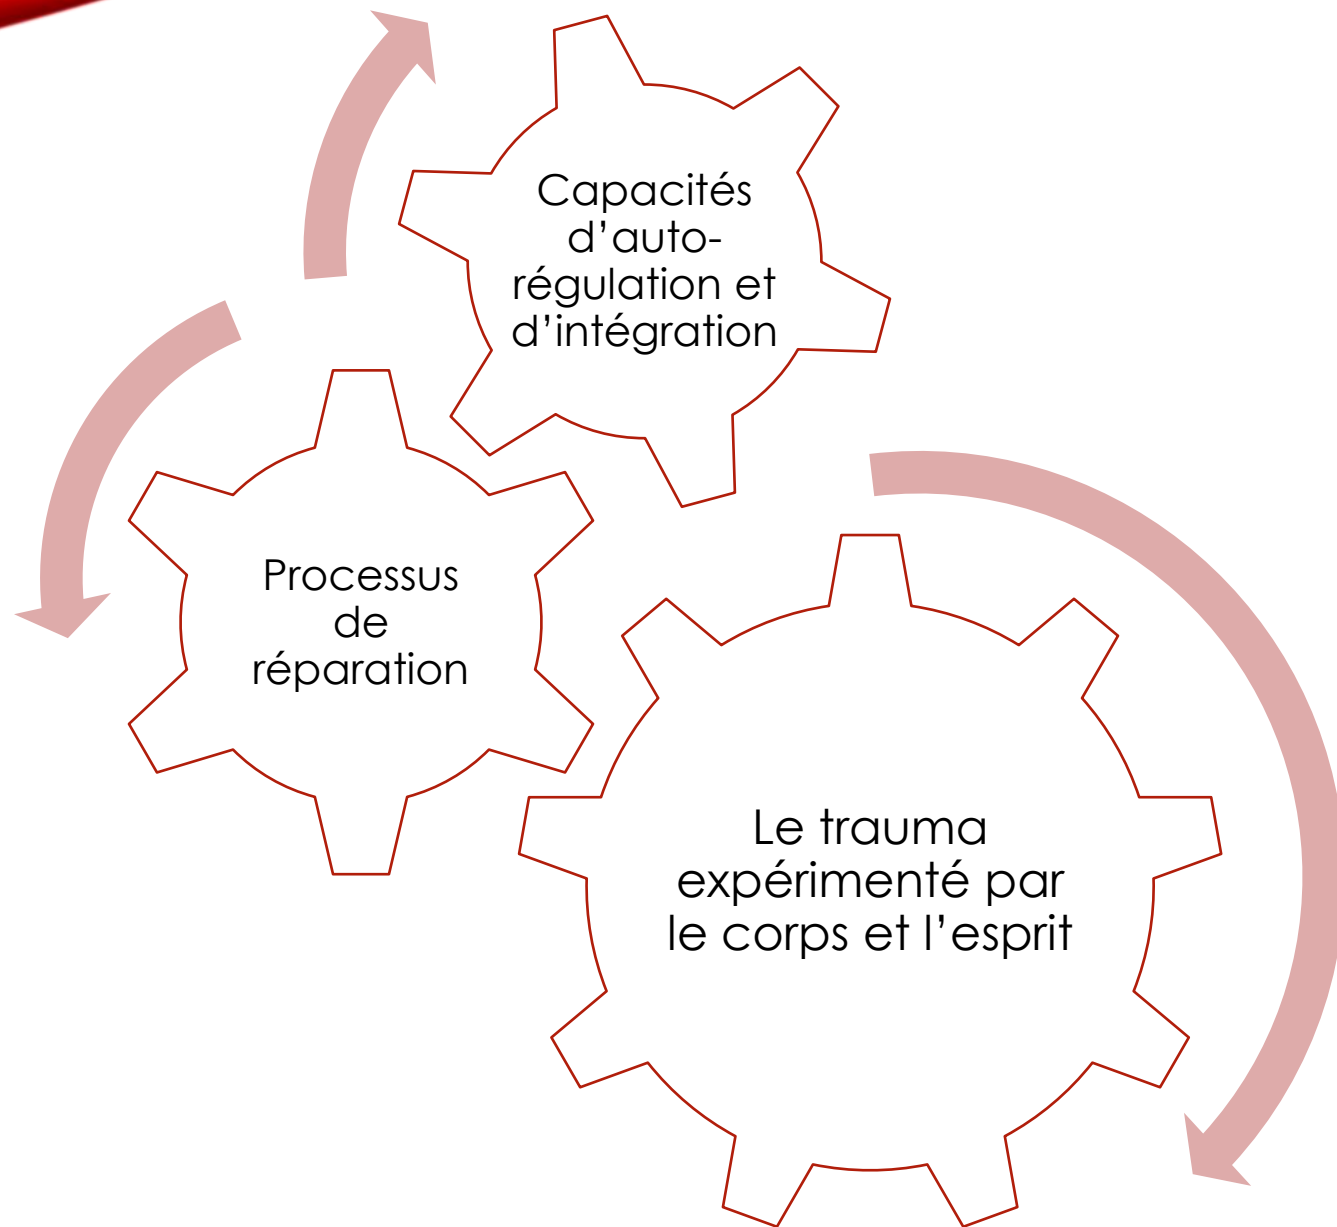 Capacités
d’auto-
régulation et
d’intégration
Processus
de
réparation
Le trauma
expérimenté par
le corps et l’esprit